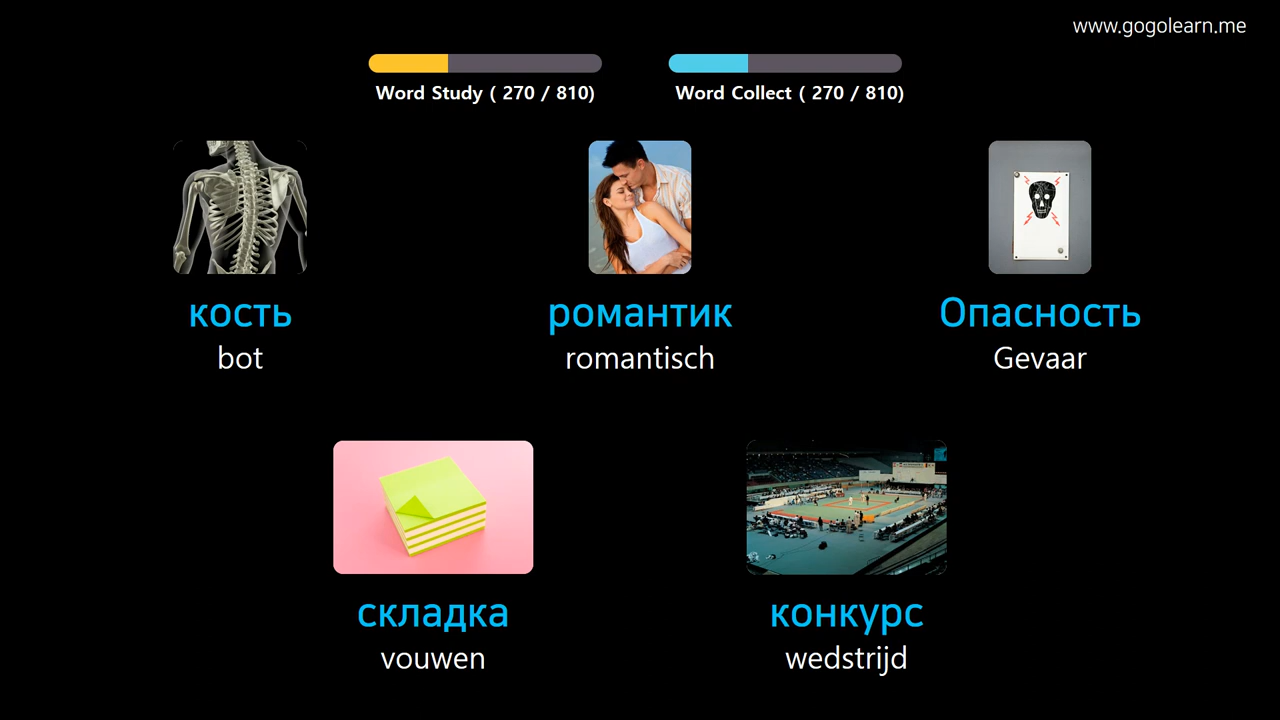 www.gogolearn.me
Word Study ( 270 / 810)
Word Collect ( 270 / 810)
кость
bot
романтик
romantisch
Опасность
Gevaar
складка
vouwen
конкурс
wedstrijd